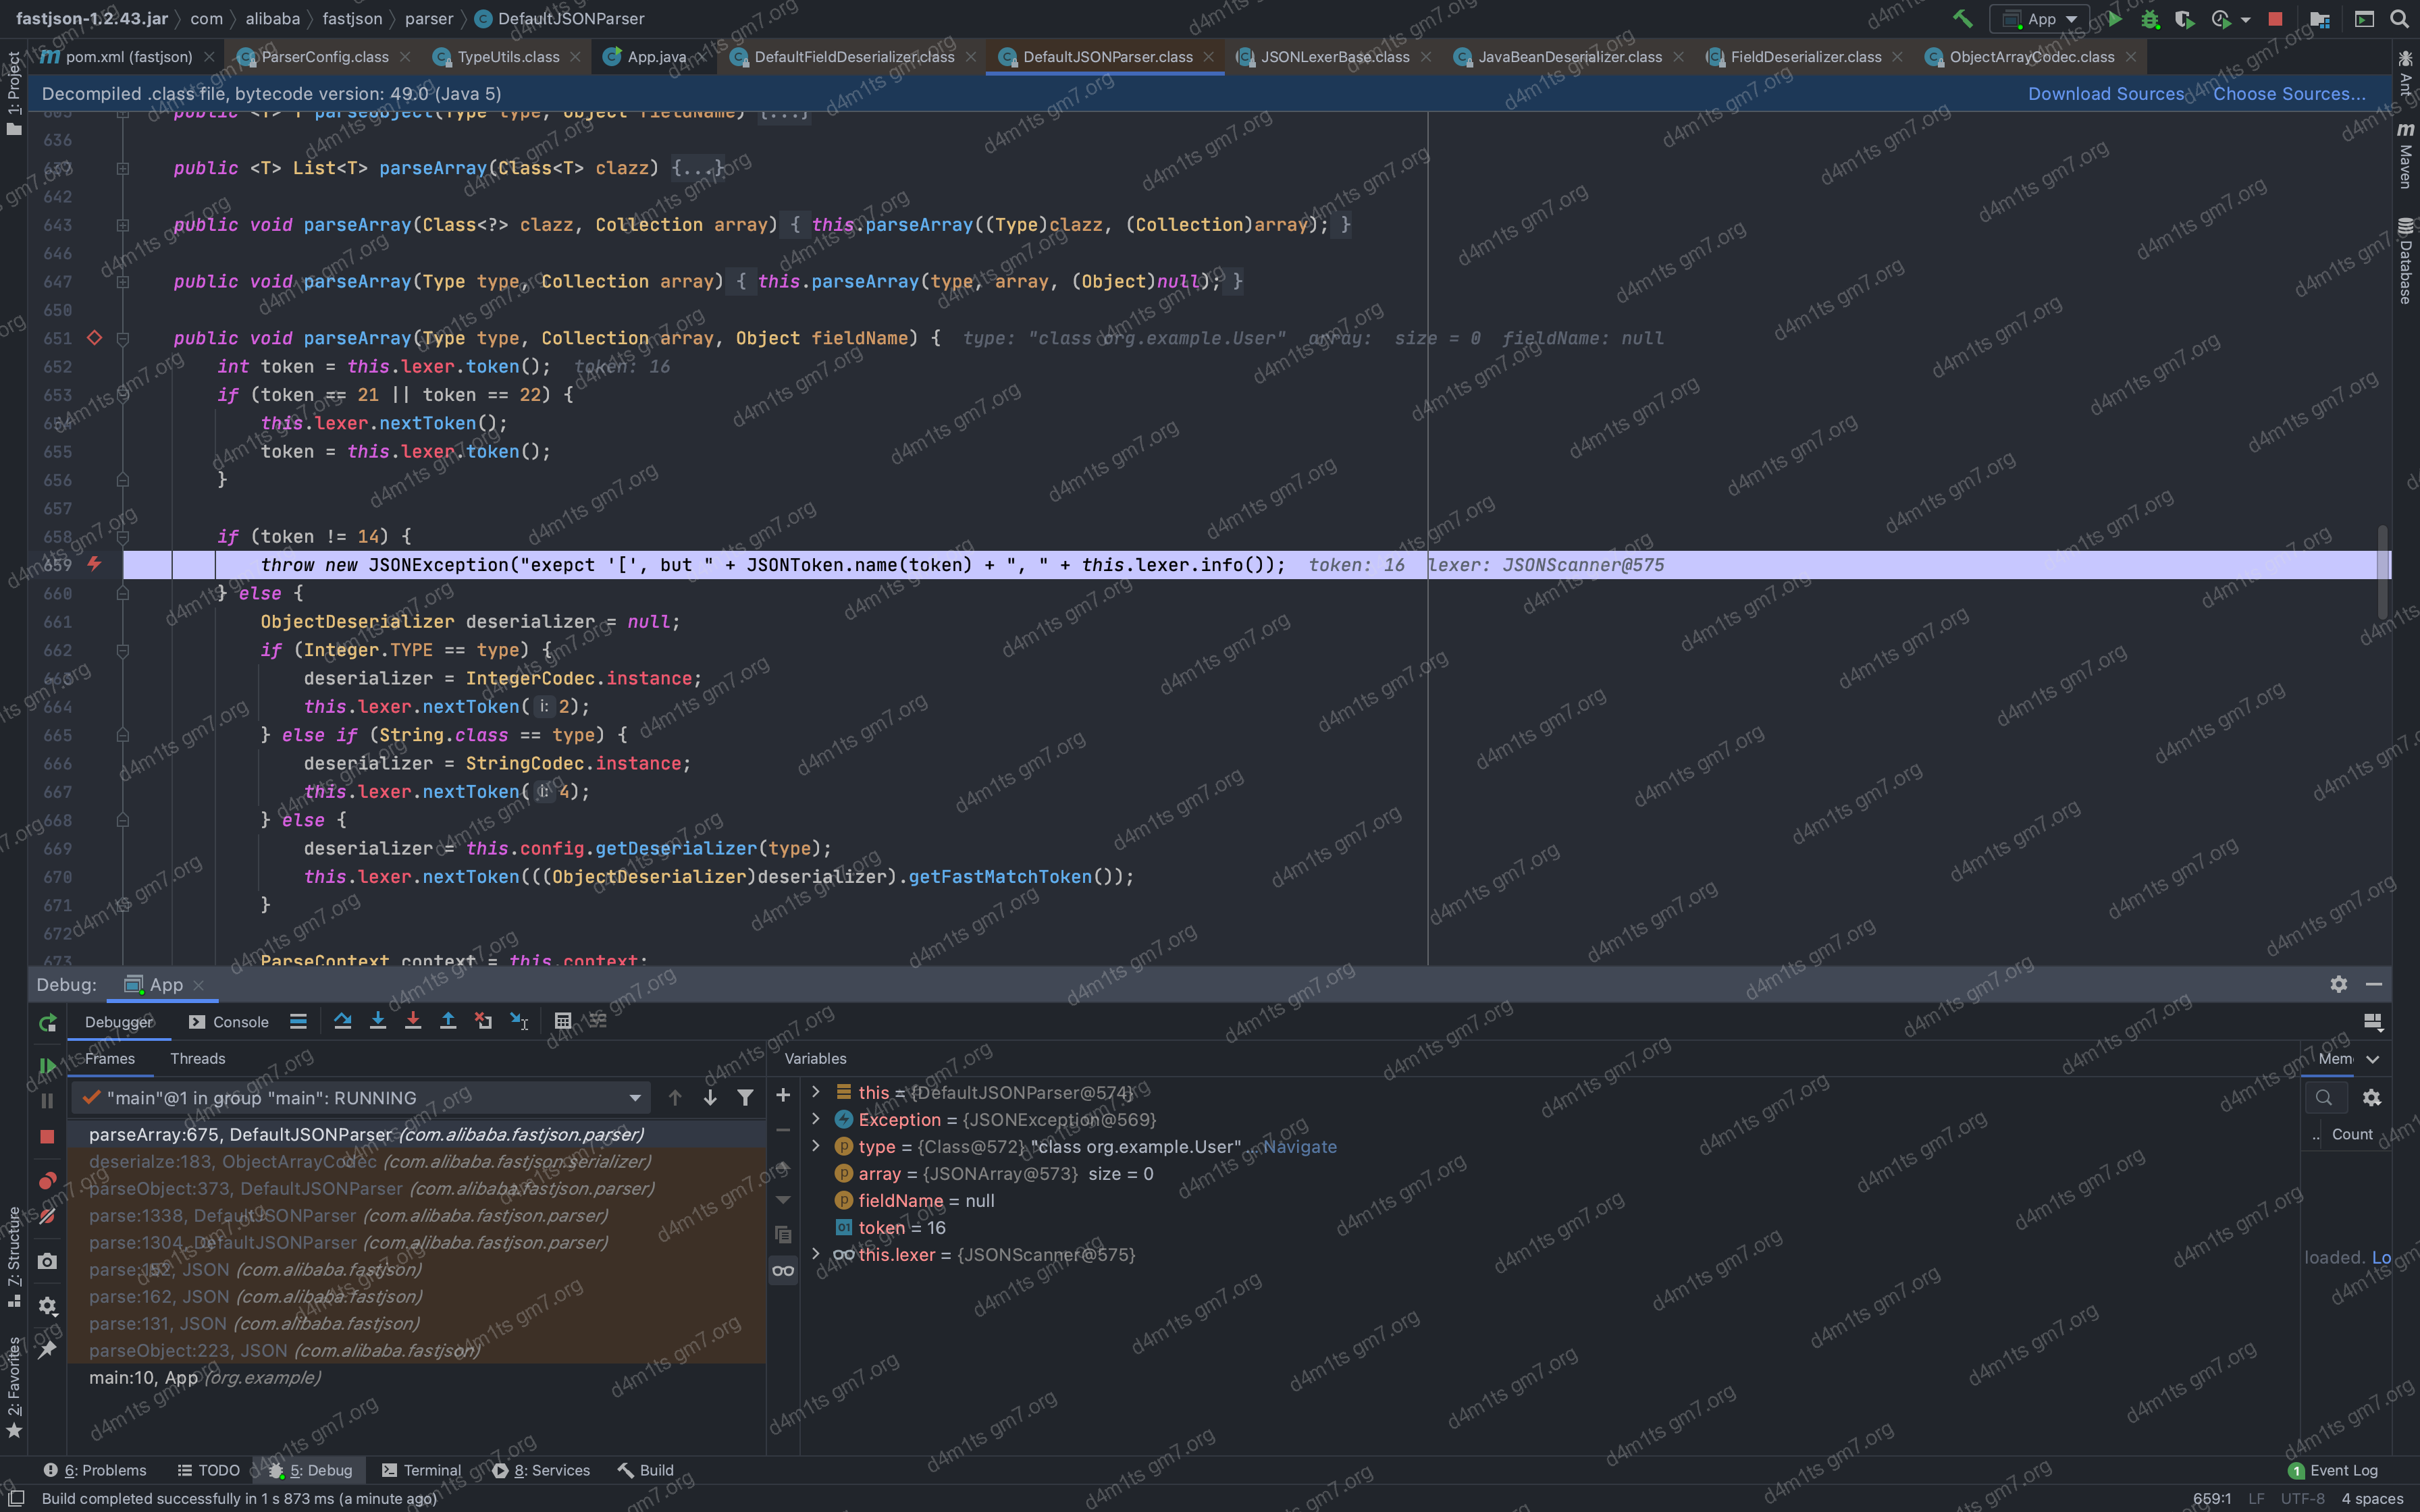 fastjson-1.2.43.jar 〉 com 〉 alibaba 〉 fastjson 〉 parser 〉 DefaultJSONParser
App
pom.xml (fastjson) ParserConfig.class TypeUtils.class App.java DefaultFieldDeserializer.class DefaultJSONParser.class JSONLexerBase.class JavaBeanDeserializer.class FieldDeserializer.class ObjectArrayCodec.class
Decompiled .class file, bytecode version: 49.0 (Java 5) Download Sources Choose Sources...
1: Project
Ant
Maven
Database
public <T> T parseObject(Type type, Object fieldName) {...}
636
public <T> List<T> parseArray(Class<T> clazz) {...}
642
643 public void parseArray(Class<?> clazz, Collection array) { this.parseArray((Type)clazz, (Collection)array); }
646
647 public void parseArray(Type type, Collection array) { this.parseArray(type, array, (Object)null); }
650
651 public void parseArray(Type type, Collection array, Object fieldName) { type: "class org.example.User" array: size = 0 fieldName: null
652 int token = this.lexer.token(); token: 16
653 if (token == 21 || token == 22) {
654 this.lexer.nextToken();
655 token = this.lexer.token();
656 }
657
658 if (token != 14) {
659 throw new JSONException("exepct '[', but " + JSONToken.name(token) + ", " + this.lexer.info()); token: 16 lexer: JSONScanner@575
660 } else {
661 ObjectDeserializer deserializer = null;
662 if (Integer.TYPE == type) {
663 deserializer = IntegerCodec.instance;
664 this.lexer.nextToken( i: 2);
665 } else if (String.class == type) {
666 deserializer = StringCodec.instance;
667 this.lexer.nextToken( i: 4);
668 } else {
669 deserializer = this.config.getDeserializer(type);
670 this.lexer.nextToken(((ObjectDeserializer)deserializer).getFastMatchToken());
671 }
672
673 ParseContext context = this.context;
Debug: App
Debugger Console
Frames Threads
Variables
Mem
"main"@1 in group "main": RUNNING
parseArray:675, DefaultJSONParser (com.alibaba.fastjson.parser)
deserialze:183, ObjectArrayCodec (com.alibaba.fastjson.serializer)
parseObject:373, DefaultJSONParser (com.alibaba.fastjson.parser)
parse:1338, DefaultJSONParser (com.alibaba.fastjson.parser)
parse:1304, DefaultJSONParser (com.alibaba.fastjson.parser)
parse:152, JSON (com.alibaba.fastjson)
parse:162, JSON (com.alibaba.fastjson)
parse:131, JSON (com.alibaba.fastjson)
parseObject:223, JSON (com.alibaba.fastjson)
main:10, App (org.example)
this = {DefaultJSONParser@574}
Exception = {JSONException@569}
type = {Class@572} "class org.example.User" ... Navigate
array = {JSONArray@573} size = 0
fieldName = null
token = 16
this.lexer = {JSONScanner@575}
.. Count
loaded. Lo
7: Structure
2: Favorites
6: Problems TODO 5: Debug Terminal 8: Services Build 1 Event Log
Build completed successfully in 1 s 873 ms (a minute ago) 659:1 LF UTF-8 4 spaces
d4m1ts gm7.org